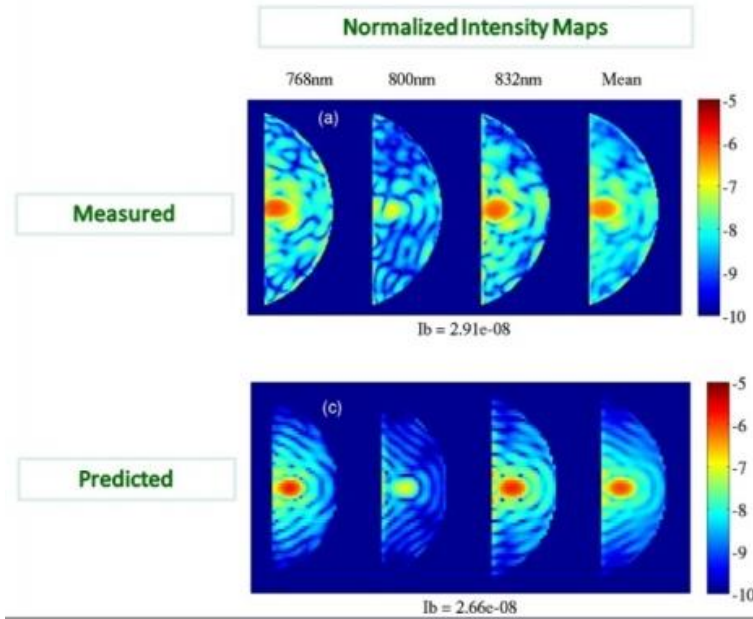 Normalized Intensity Maps
768nm 800nm 832nm Mean
(a)
-5
-6
-7
-8
-9
-10
Measured
Ib = 2.91e-08
(c)
-5
-6
-7
-8
-9
-10
Predicted
Ib = 2.66e-08